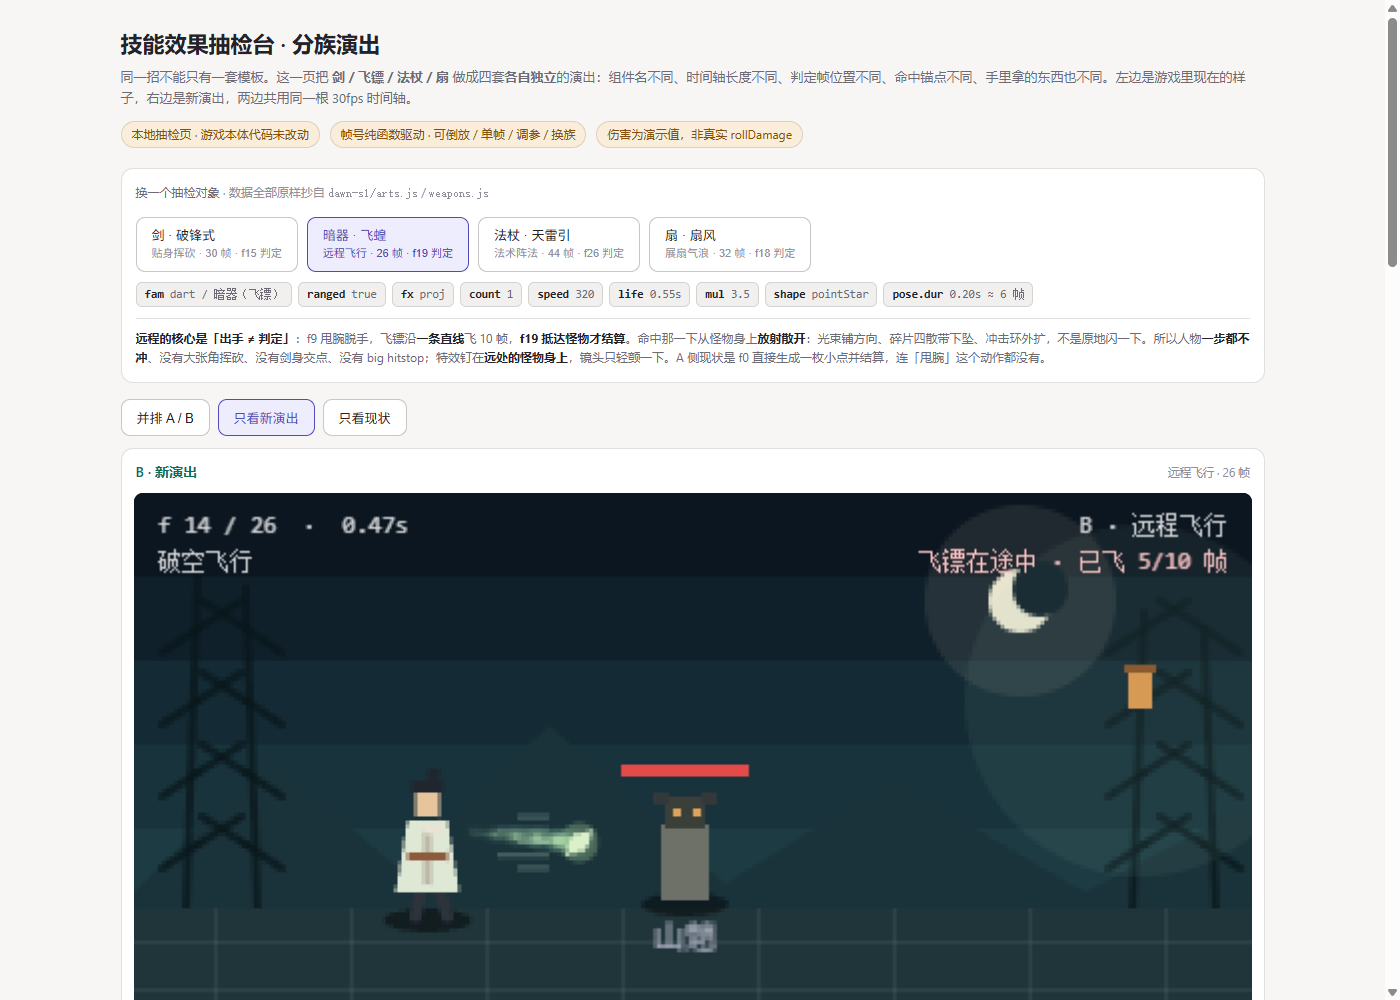 技能效果抽检台 · 分族演出
同一招不能只有一套模板。这一页把 剑 / 飞镖 / 法杖 / 扇 做成四套各自独立的演出：组件名不同、时间轴长度不同、判定帧位置不同、命中锚点不同、手里拿的东西也不同。左边是游戏里现在的样
子，右边是新演出，两边共用同一根 30fps 时间轴。
本地抽检页 · 游戏本体代码未改动
帧号纯函数驱动 · 可倒放 / 单帧 / 调参 / 换族
伤害为演示值，非真实 rollDamage
换一个抽检对象 · 数据全部原样抄自 dawn-s1/arts.js / weapons.js
剑 · 破锋式
贴身挥砍 · 30 帧 · f15 判定
暗器 · 飞蝗
远程飞行 · 26 帧 · f19 判定
法杖 · 天雷引
法术阵法 · 44 帧 · f26 判定
扇 · 扇风
展扇气浪 · 32 帧 · f18 判定
fam dart / 暗器（飞镖）
ranged true
fx proj
count 1
speed 320
life 0.55s
mul 3.5
shape pointStar
pose.dur 0.20s ≈ 6 帧
远程的核心是「出手 ≠ 判定」：f9 甩腕脱手，飞镖沿一条直线飞 10 帧，f19 抵达怪物才结算。命中那一下从怪物身上放射散开：光束铺方向、碎片四散带下坠、冲击环外扩，不是原地闪一下。所以人物一步都不
冲、没有大张角挥砍、没有剑身交点、没有 big hitstop；特效钉在远处的怪物身上，镜头只轻颤一下。A 侧现状是 f0 直接生成一枚小点并结算，连「甩腕」这个动作都没有。
并排 A / B
只看新演出
只看现状
B · 新演出
远程飞行 · 26 帧
f 14 / 26 · 0.47s
B · 远程飞行
破空飞行
飞镖在途中 · 已飞 5/10 帧